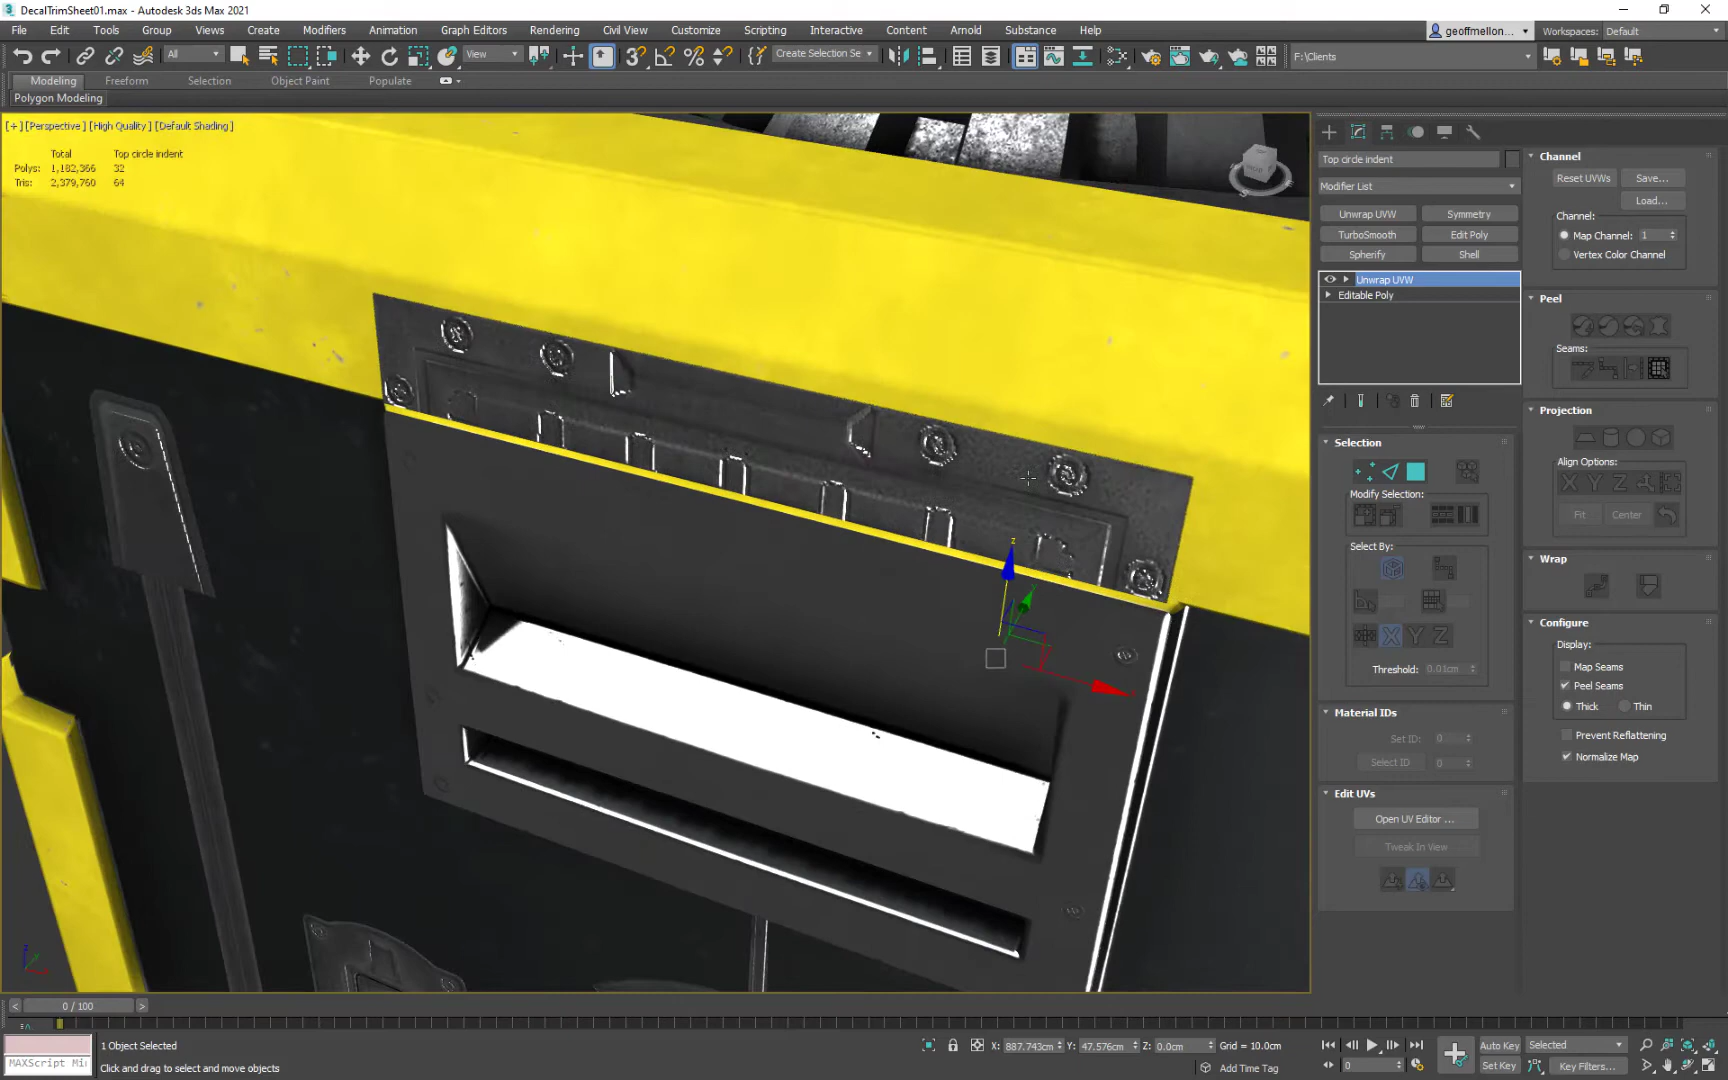 DecalTrimSheet01.max - Autodesk 3ds Max 2021
File Edit Tools Group Views Create Modifiers Animation Graph Editors Rendering Civil View Customize Scripting Interactive Content Arnold Substance Help
geoffmellon...
Workspaces: Default
All
View
Create Selection Se
F:\Clients
Modeling Freeform Selection Object Paint Populate
Polygon Modeling
[+] [Perspective ] [High Quality ] [Default Shading ]
Total Top circle indent
Polys: 1,182,366 32
Tris: 2,379,760 64
z
Top circle indent
Modifier List
Unwrap UVW Symmetry
TurboSmooth Edit Poly
Spherify Shell
Unwrap UVW
Editable Poly
Selection
Modify Selection:
Select By:
X Y Z
Threshold: 0.01cm
Material IDs
Set ID: 0
Select ID 0
Edit UVs
Open UV Editor ...
Tweak In View
Channel
Reset UVWs Save...
Load...
Channel:
Map Channel: 1
Vertex Color Channel
Peel
Seams:
Projection
Align Options:
X Y Z
Fit Center
Wrap
Configure
Display:
Map Seams
Peel Seams
Thick Thin
Prevent Reflattening
Normalize Map
< 0 / 100 >
1 Object Selected
X: 887.743cm Y: 47.576cm Z: 0.0cm Grid = 10.0cm
Auto Key Selected
MAXScript Mi
Click and drag to select and move objects
Add Time Tag
0
Set Key Key Filters...